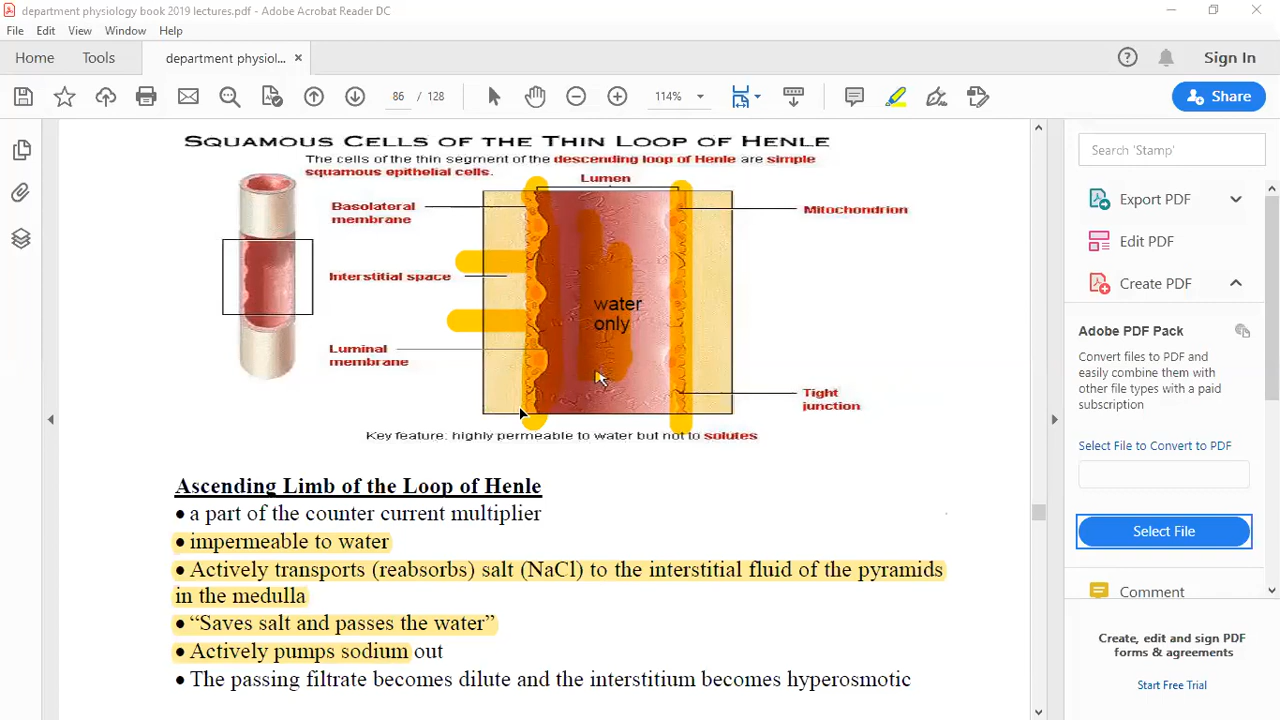 department physiology book 2019 lectures.pdf - Adobe Acrobat Reader DC
File Edit View Window Help
Home Tools department physiol... × Sign In
86 / 128 114% Share
SQUAMOUS CELLS OF THE THIN LOOP OF HENLE
The cells of the thin segment of the descending loop of Henle are simple
squamous epithelial cells.
Lumen
Basolateral
membrane
Mitochondrion
Interstitial space
water
only
Luminal
membrane
Tight
junction
Key feature: highly permeable to water but not to solutes
Ascending Limb of the Loop of Henle
• a part of the counter current multiplier
• impermeable to water
• Actively transports (reabsorbs) salt (NaCl) to the interstitial fluid of the pyramids
in the medulla
• “Saves salt and passes the water”
• Actively pumps sodium out
• The passing filtrate becomes dilute and the interstitium becomes hyperosmotic
Search 'Stamp'
Export PDF
Edit PDF
Create PDF
Adobe PDF Pack
Convert files to PDF and
easily combine them with
other file types with a paid
subscription
Select File to Convert to PDF
Select File
Comment
Create, edit and sign PDF
forms & agreements
Start Free Trial